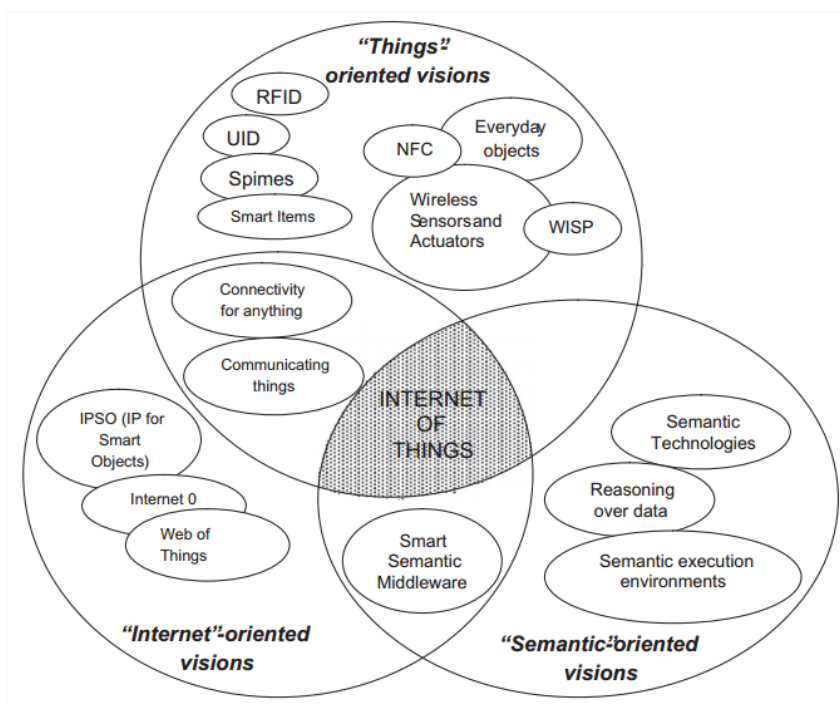 “Things”-
oriented visions
RFID
UID
Spimes
Smart Items
NFC
Everyday
objects
Wireless
Sensors and
Actuators
WISP
Connectivity
for anything
Communicating
things
INTERNET
OF
THINGS
IPSO (IP for
Smart
Objects)
Internet 0
Web of
Things
Semantic
Technologies
Reasoning
over data
Semantic execution
environments
Smart
Semantic
Middleware
“Internet”-oriented
visions
“Semantic”-oriented
visions